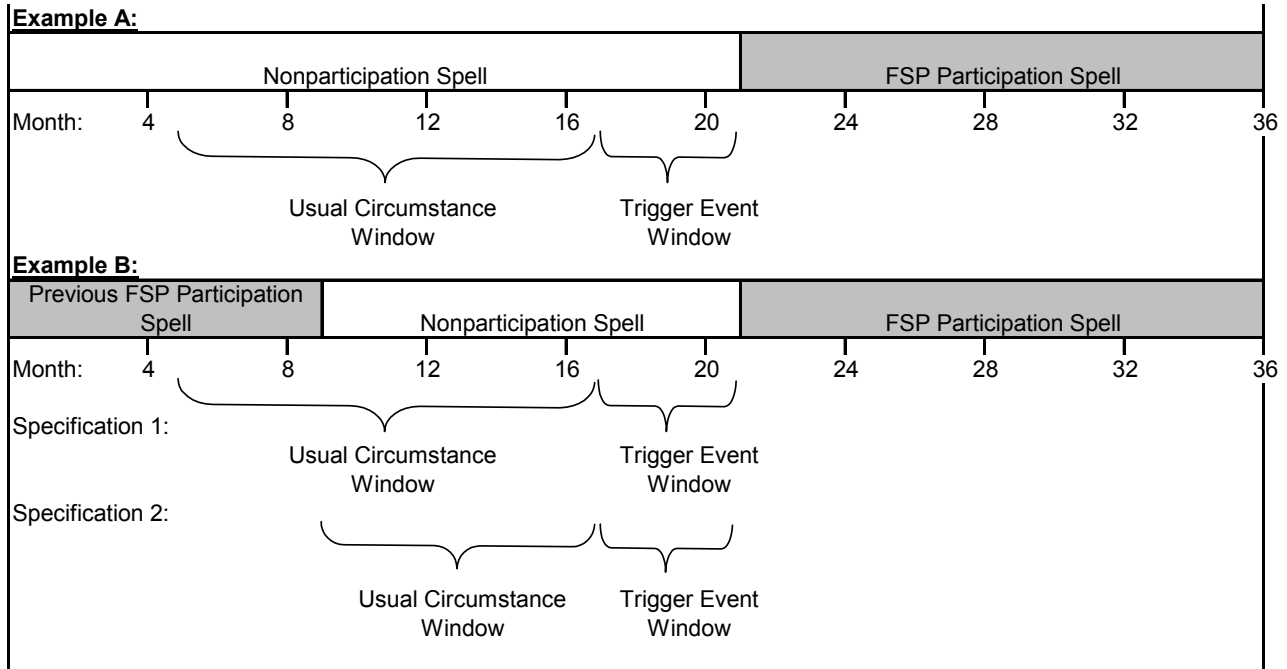 Example A:
Nonparticipation Spell FSP Participation Spell
Month: 4 8 12 16 20 24 28 32 36
Usual Circumstance Window
Trigger Event Window
Example B:
Previous FSP Participation
Spell
Nonparticipation Spell FSP Participation Spell
Month: 4 8 12 16 20 24 28 32 36
Specification 1:
Usual Circumstance
Window
Trigger Event
Window
Specification 2:
Usual Circumstance
Window
Trigger Event
Window